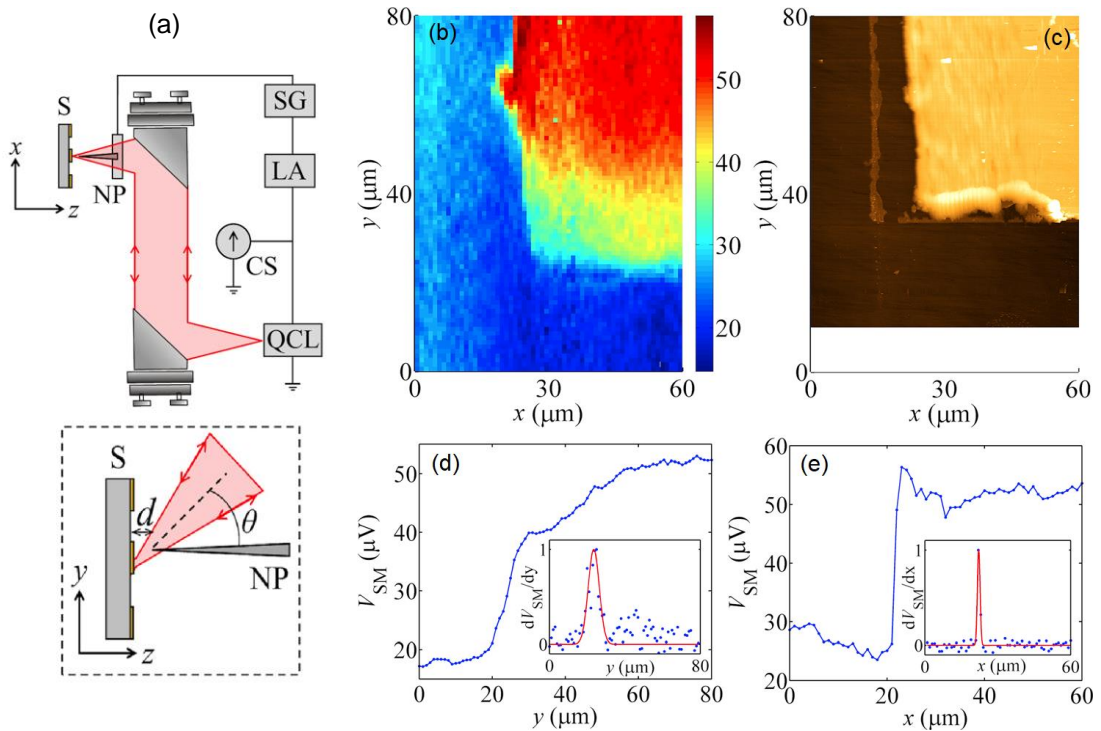 (a)
SG
S
LA
x
z
NP
CS
QCL
S
d
θ
NP
y
z
(b)
80
40
0
y (μm)
0 30 60
x (μm)
50
40
30
20
(c)
80
40
0
y (μm)
0 30 60
x (μm)
(d)
50
40
30
20
V_SM (μV)
0 20 40 60 80
y (μm)
1
0
dV_SM/dy
0 80
y (μm)
(e)
60
50
40
30
20
V_SM (μV)
0 20 40 60
x (μm)
1
0
dV_SM/dx
0 60
x (μm)